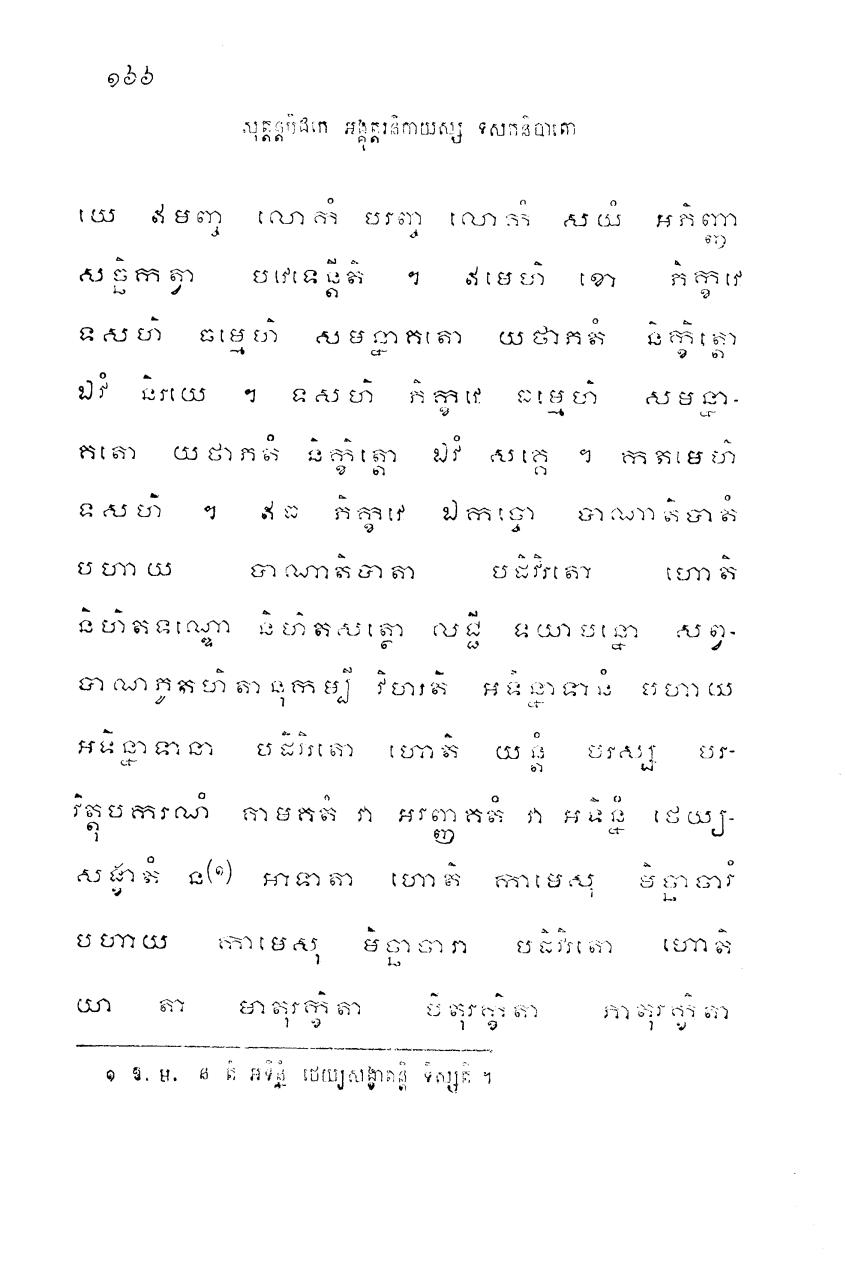 ១៦៦
សុត្តន្តបិដកេ អង្គុត្តរនិកាយស្ស ទសកនិបាតោ
យេ ឥមញ្ច លោកំ បរញ្ច លោកំ សយំ អភិញ្ញា
សច្ឆិកត្វា បវេទេន្តីតិ ។ ឥមេហិ ខោ ភិក្ខវេ
ទសហិ ធម្មេហិ សមន្នាគតោ យថាភតំ និក្ខិត្តោ
ឯវំ និរយេ ។ ទសហិ ភិក្ខវេ ធម្មេហិ សមន្នា-
គតោ យថាភតំ និក្ខិត្តោ ឯវំ សគ្គេ ។ កតមេហិ
ទសហិ ។ ឥធ ភិក្ខវេ ឯកច្ចោ បាណាតិបាតំ
បហាយ បាណាតិបាតា បដិវិរតោ ហោតិ
និហិតទណ្ឌោ និហិតសត្ថោ លជ្ជី ទយាបន្នោ សព្វ-
បាណភូតហិតានុកម្បី វិហរតិ អទិន្នាទានំ បហាយ
អទិន្នាទានា បដិវិរតោ ហោតិ យន្តំ បរស្ស បរ-
វិត្តុបករណំ គាមគតំ វា អរញ្ញគតំ វា អទិន្នំ ថេយ្យ-
សង្ខាតំ ន(១) អាទាតា ហោតិ កាមេសុ មិច្ឆាចារំ
បហាយ កាមេសុ មិច្ឆាចារា បដិវិរតោ ហោតិ
យា តា មាតុរក្ខិតា បិតុរក្ខិតា ភាតុរក្ខិតា
១ ឱ. ម. ន តំ អទិន្នំ ថេយ្យសង្ខាតន្តិ ទិស្សតិ ។